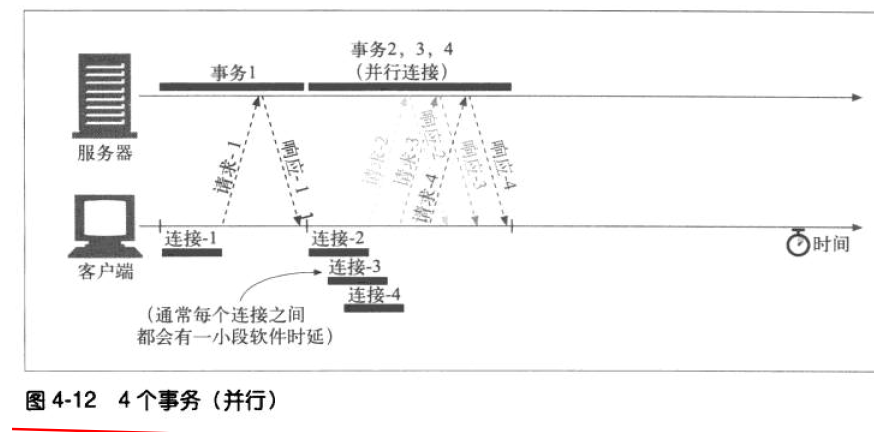 事务2，3，4
事务1
（并行连接）
服务器
请求-1
响应-1
请求-2
请求-3
请求-4
响应-2
响应-3
响应-4
客户端
连接-1
连接-2
连接-3
连接-4
时间
（通常每个连接之间
都会有一小段软件时延）
图 4-12 4 个事务（并行）